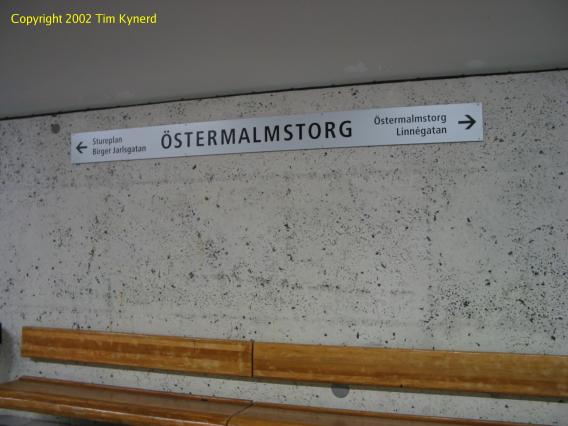 Copyright 2002 Tim Kynerd
← Stureplan
Birger Jarlsgatan
ÖSTERMALMSTORG
Östermalmstorg →
Linnégatan